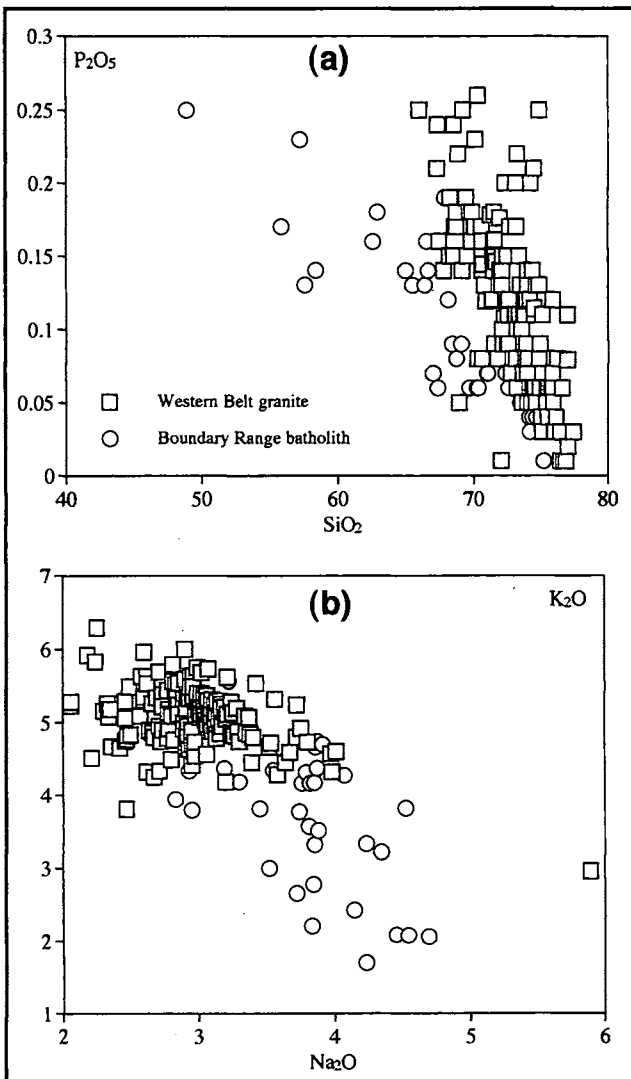 P₂O₅
(a)
0.3
0.25
0.2
0.15
0.1
0.05
0
Western Belt granite
Boundary Range batholith
40 50 60 70 80
SiO₂
(b)
K₂O
7
6
5
4
3
2
1
2 3 4 5 6
Na₂O